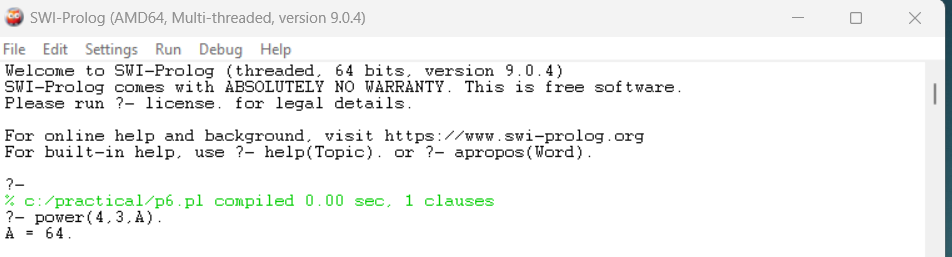 SWI-Prolog (AMD64, Multi-threaded, version 9.0.4)
File Edit Settings Run Debug Help
Welcome to SWI-Prolog (threaded, 64 bits, version 9.0.4)
SWI-Prolog comes with ABSOLUTELY NO WARRANTY. This is free software.
Please run ?- license. for legal details.
For online help and background, visit https://www.swi-prolog.org
For built-in help, use ?- help(Topic). or ?- apropos(Word).
?-
% c:/practical/p6.pl compiled 0.00 sec, 1 clauses
?- power(4,3,A).
A = 64.